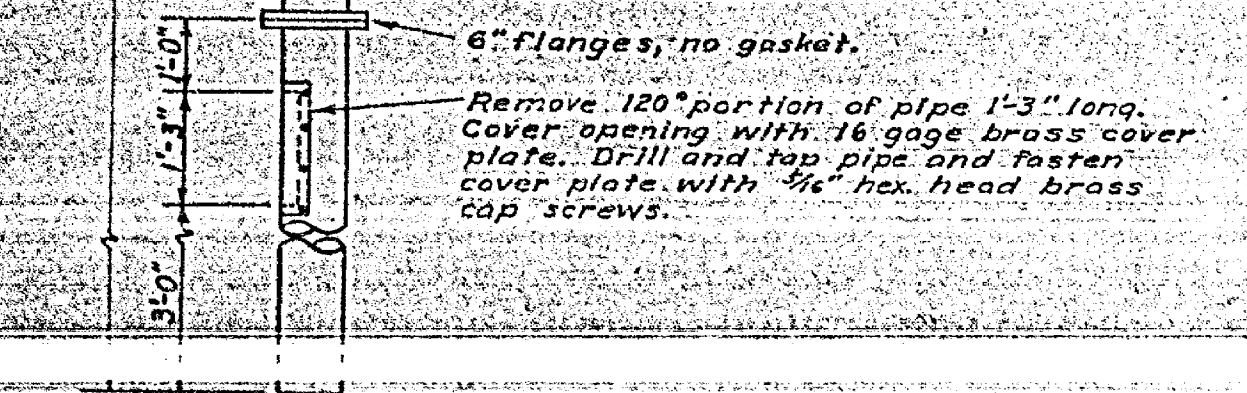 6" flanges, no gasket.
Remove 120° portion of pipe 1'-3" long.
Cover opening with 16 gage brass cover
plate. Drill and tap pipe and fasten
cover plate with 5/16" hex. head brass
cap screws.
1'-0"
1'-3"
3'-0"